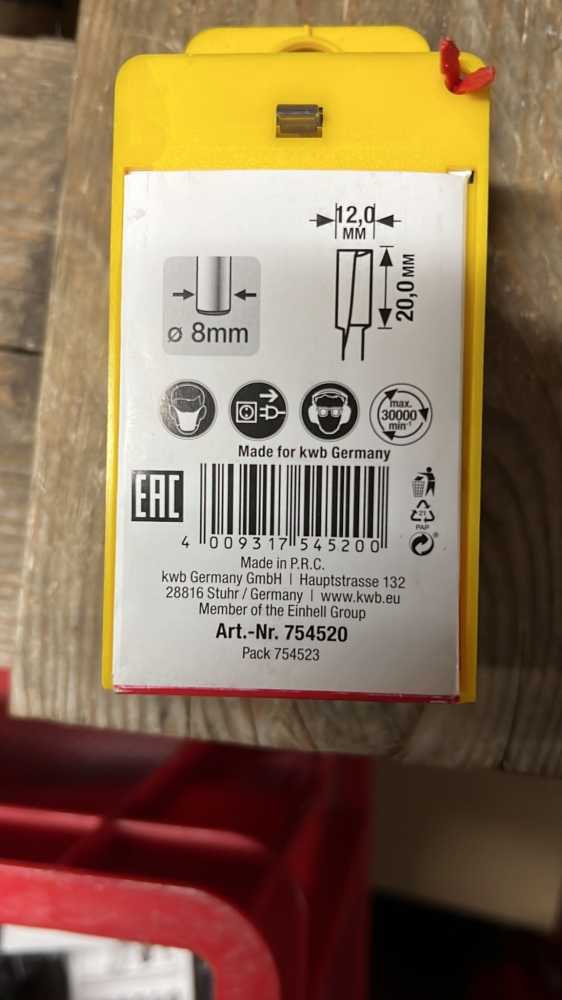 12,0
MM
20,0 MM
ø 8mm
max.
30000
min⁻¹
Made for kwb Germany
EAC
4 009317 545200
21
PAP
Made in P.R.C.
kwb Germany GmbH | Hauptstrasse 132
28816 Stuhr / Germany | www.kwb.eu
Member of the Einhell Group
Art.-Nr. 754520
Pack 754523